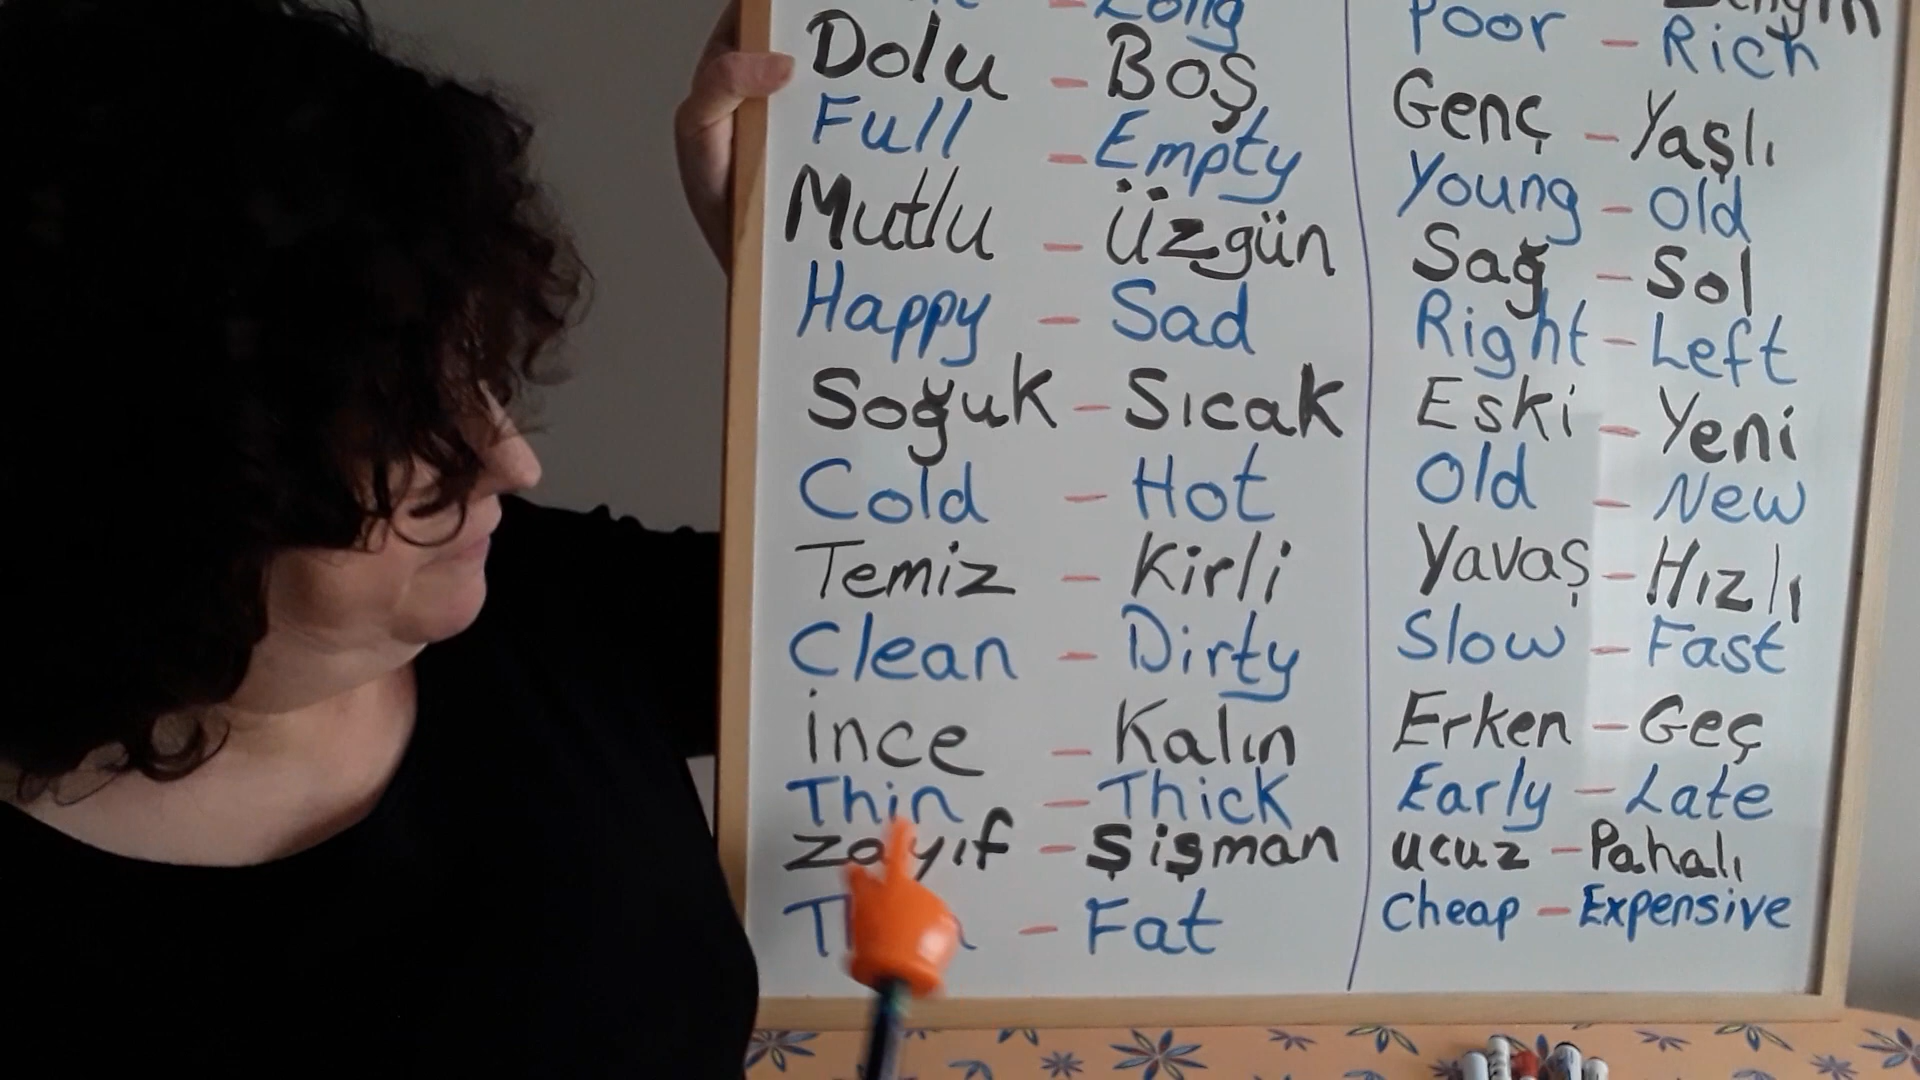 Long
Dolu - Boş
Full - Empty
Mutlu - Üzgün
Happy - Sad
Soğuk - Sıcak
Cold - Hot
Temiz - Kirli
Clean - Dirty
İnce - Kalın
Thin - Thick
Zayıf - Şişman
- Fat
Poor - Rich
Genç - Yaşlı
Young - Old
Sağ - Sol
Right - Left
Eski - Yeni
Old - New
Yavaş - Hızlı
Slow - Fast
Erken - Geç
Early - Late
ucuz - Pahalı
Cheap - Expensive